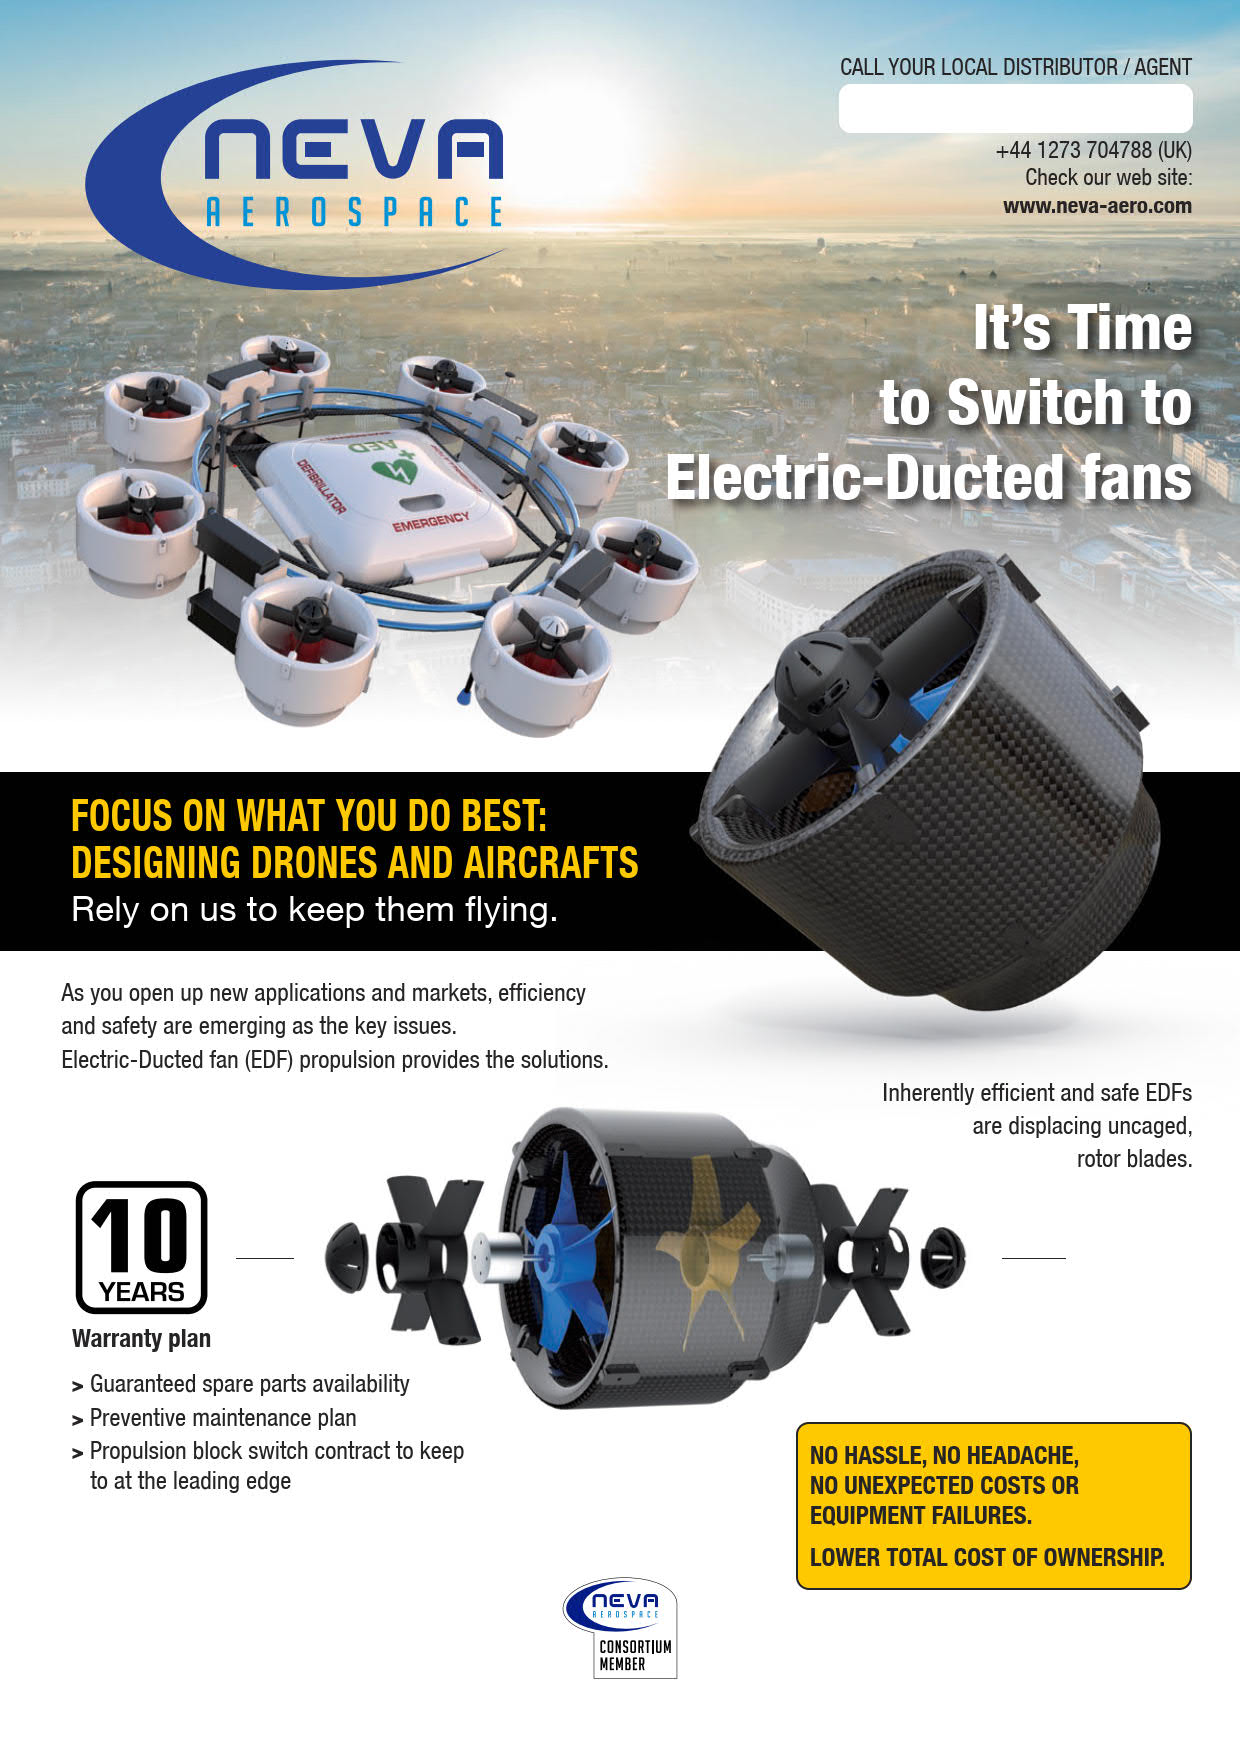 NEVA
AEROSPACE
CALL YOUR LOCAL DISTRIBUTOR / AGENT
+44 1273 704788 (UK)
Check our web site:
www.neva-aero.com
It's Time
to Switch to
Electric-Ducted fans
AED
DEFIBRILLATOR
EMERGENCY
FOCUS ON WHAT YOU DO BEST:
DESIGNING DRONES AND AIRCRAFTS
Rely on us to keep them flying.
As you open up new applications and markets, efficiency
and safety are emerging as the key issues.
Electric-Ducted fan (EDF) propulsion provides the solutions.
Inherently efficient and safe EDFs
are displacing uncaged,
rotor blades.
10
YEARS
Warranty plan
> Guaranteed spare parts availability
> Preventive maintenance plan
> Propulsion block switch contract to keep
to at the leading edge
NO HASSLE, NO HEADACHE,
NO UNEXPECTED COSTS OR
EQUIPMENT FAILURES.
LOWER TOTAL COST OF OWNERSHIP.
NEVA
AEROSPACE
CONSORTIUM
MEMBER